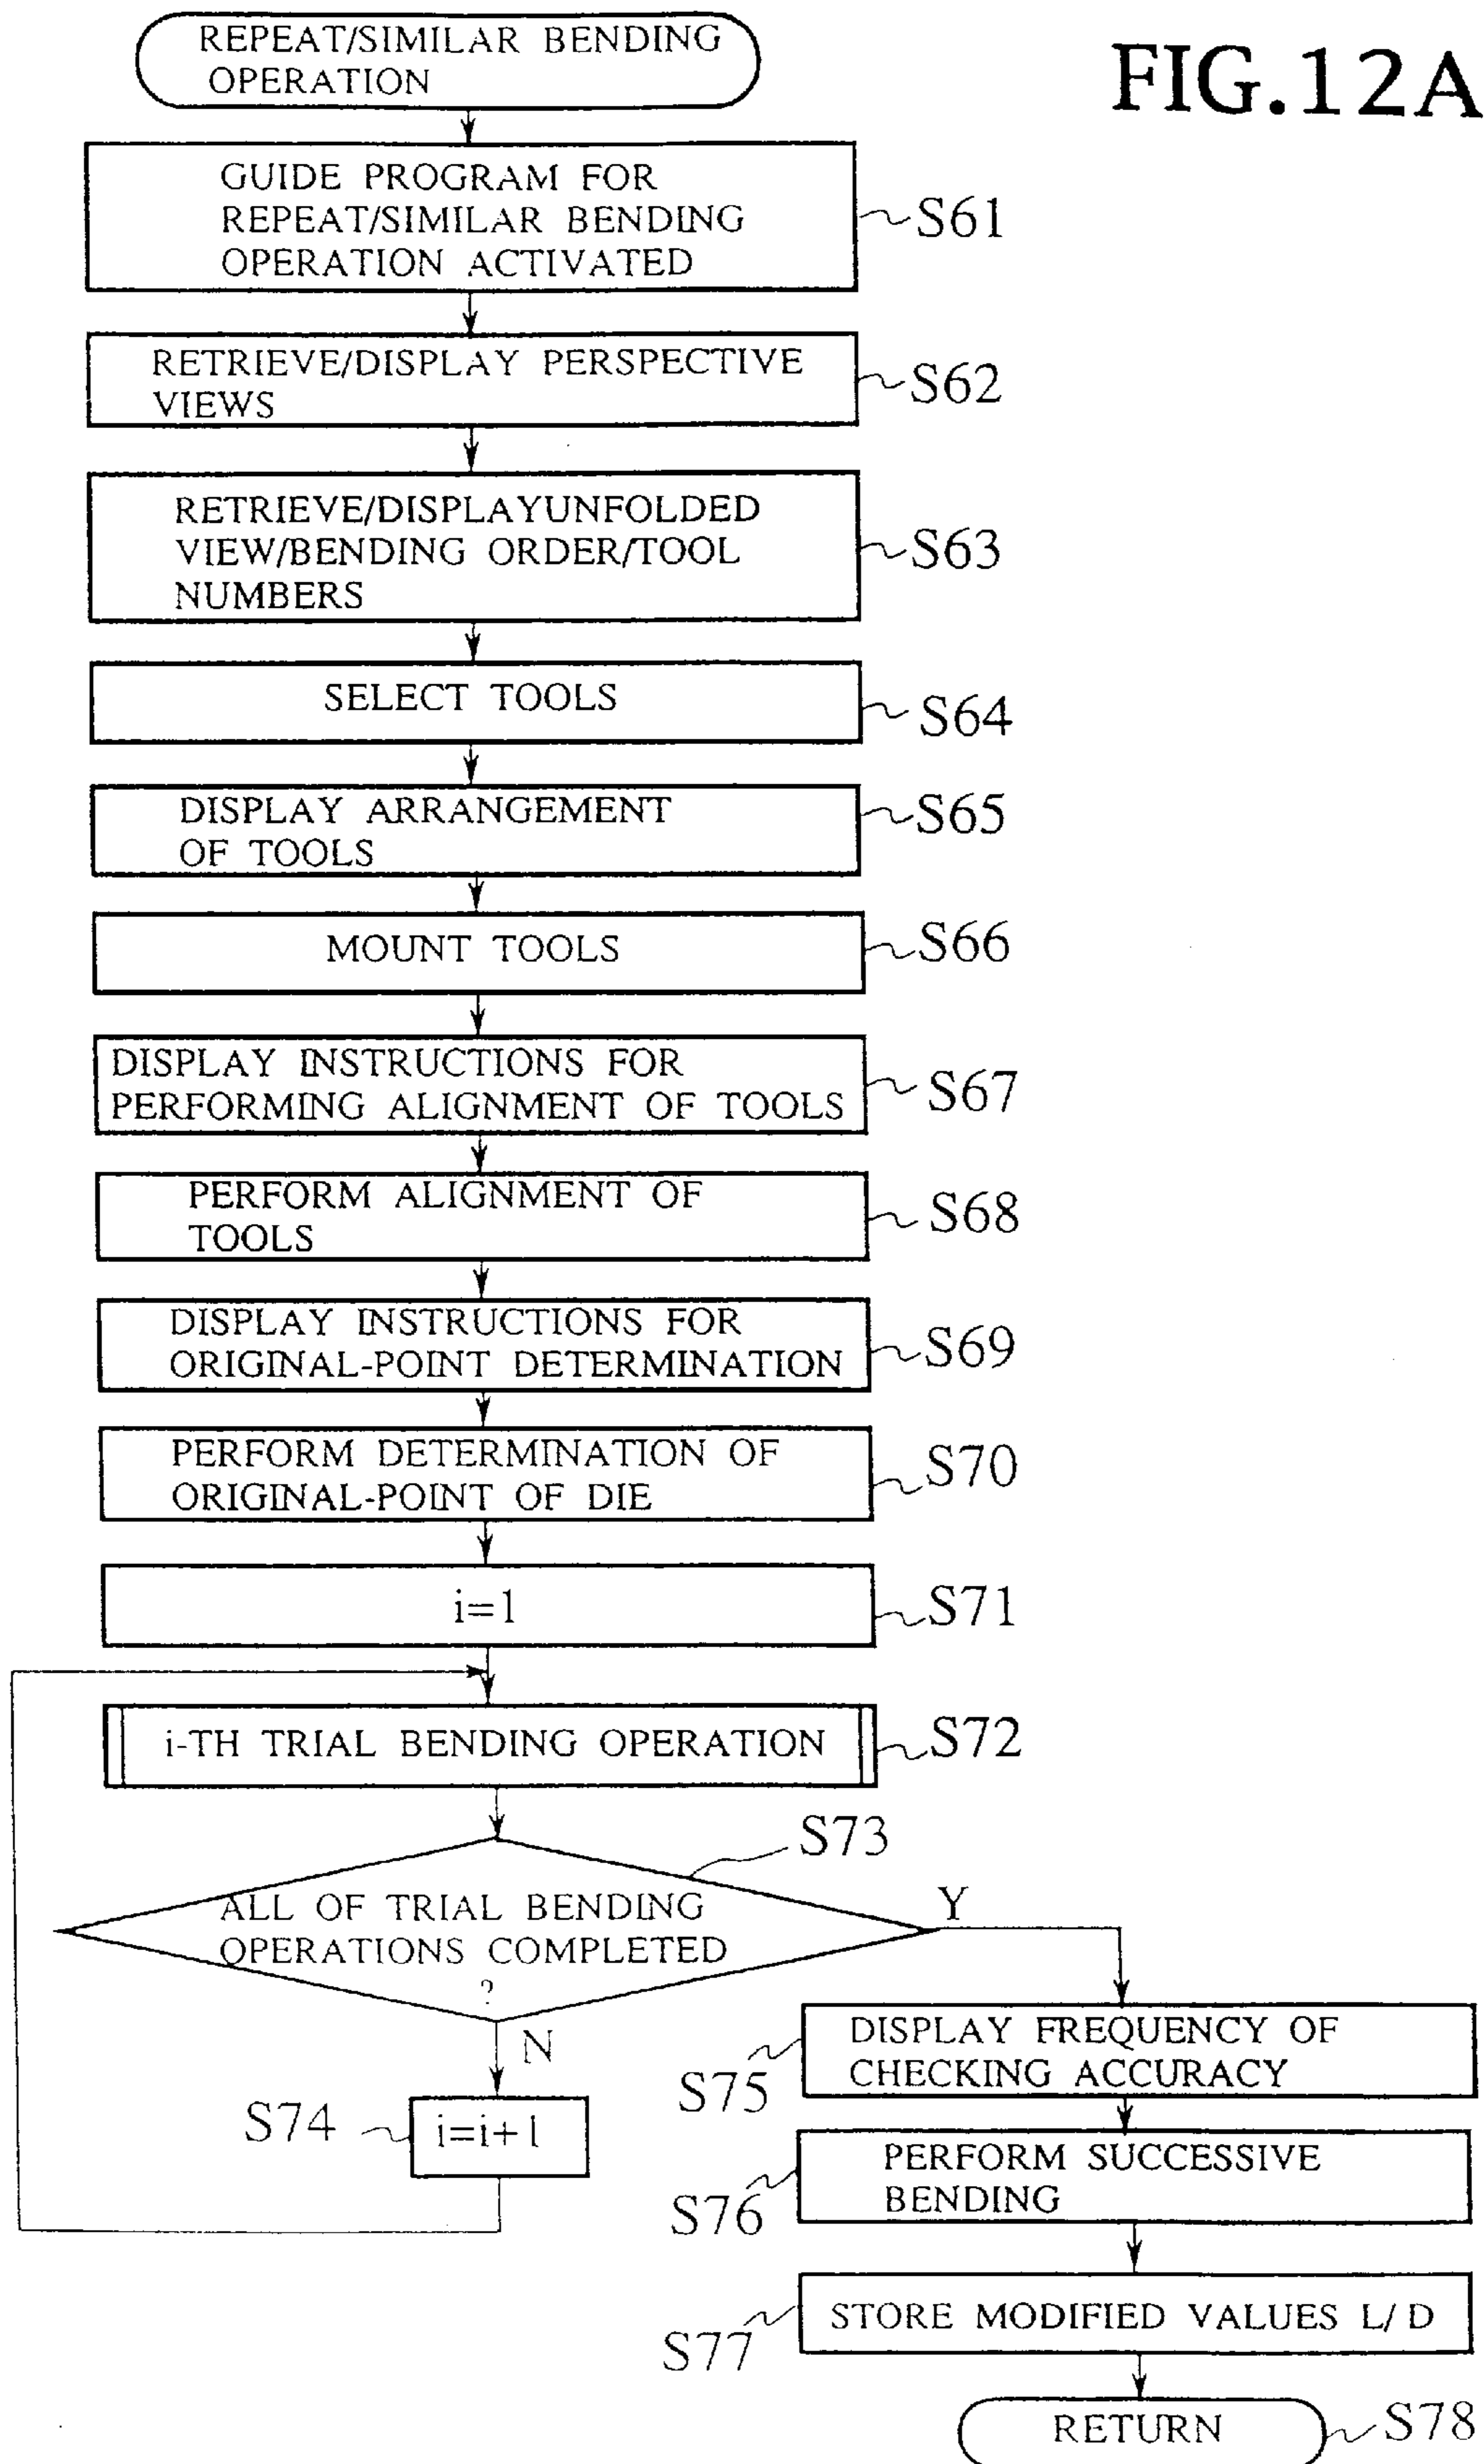 FIG.12A
REPEAT/SIMILAR BENDING
OPERATION
GUIDE PROGRAM FOR
REPEAT/SIMILAR BENDING
OPERATION ACTIVATED
S61
RETRIEVE/DISPLAY PERSPECTIVE
VIEWS
S62
RETRIEVE/DISPLAYUNFOLDED
VIEW/BENDING ORDER/TOOL
NUMBERS
S63
SELECT TOOLS
S64
DISPLAY ARRANGEMENT
OF TOOLS
S65
MOUNT TOOLS
S66
DISPLAY INSTRUCTIONS FOR
PERFORMING ALIGNMENT OF TOOLS
S67
PERFORM ALIGNMENT OF
TOOLS
S68
DISPLAY INSTRUCTIONS FOR
ORIGINAL-POINT DETERMINATION
S69
PERFORM DETERMINATION OF
ORIGINAL-POINT OF DIE
S70
i=1
S71
i-TH TRIAL BENDING OPERATION
S72
S73
ALL OF TRIAL BENDING
OPERATIONS COMPLETED
?
Y
N
S74
i=i+1
DISPLAY FREQUENCY OF
CHECKING ACCURACY
S75
PERFORM SUCCESSIVE
BENDING
S76
STORE MODIFIED VALUES L/D
S77
RETURN
S78